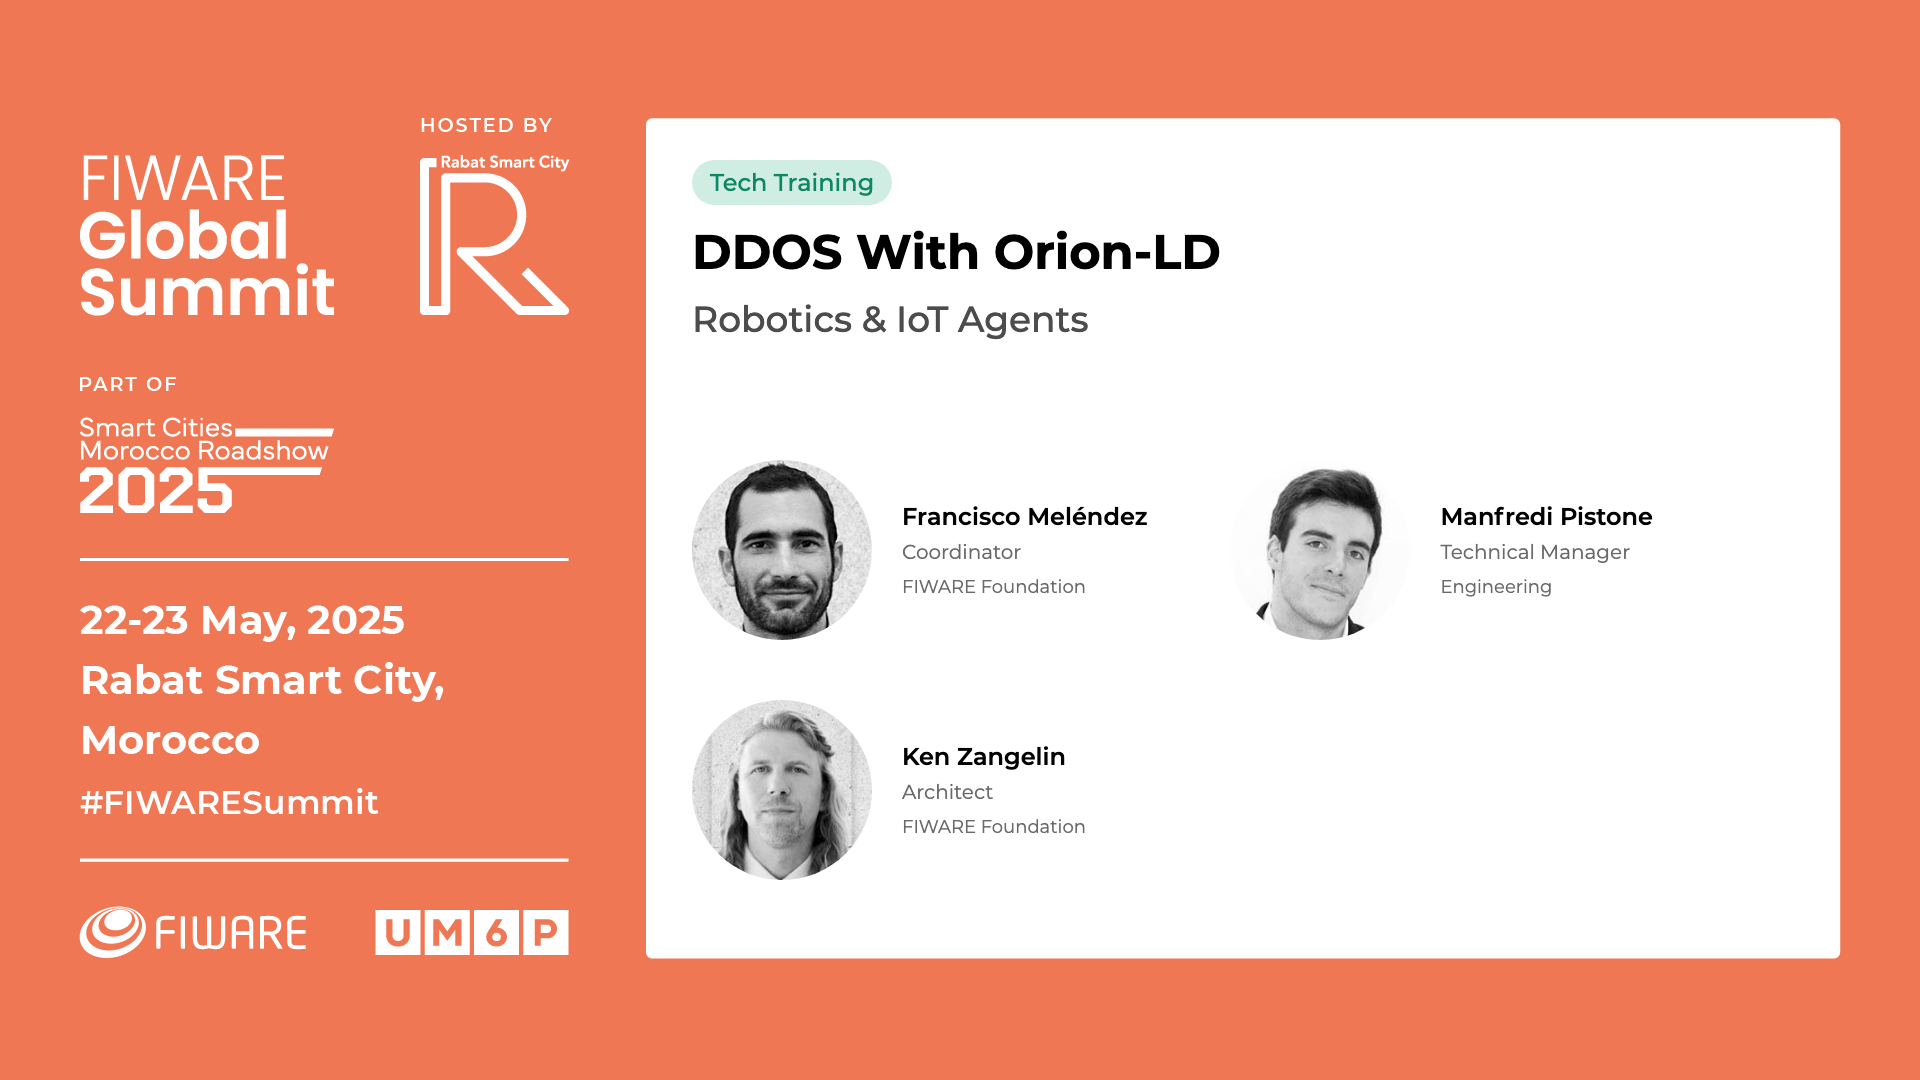 FIWARE
Global
Summit
HOSTED BY
Rabat Smart City
R
PART OF
Smart Cities
Morocco Roadshow
2025
22-23 May, 2025
Rabat Smart City,
Morocco
#FIWARESummit
FIWARE
UM6P
Tech Training
DDOS With Orion-LD
Robotics & IoT Agents
Francisco Meléndez
Coordinator
FIWARE Foundation
Manfredi Pistone
Technical Manager
Engineering
Ken Zangelin
Architect
FIWARE Foundation